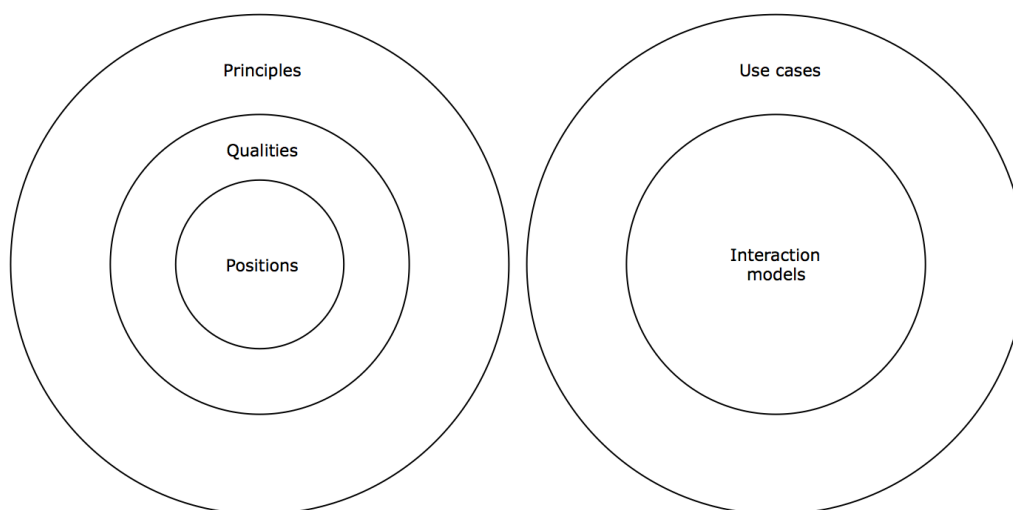 Principles
Qualities
Positions
Use cases
Interaction
models